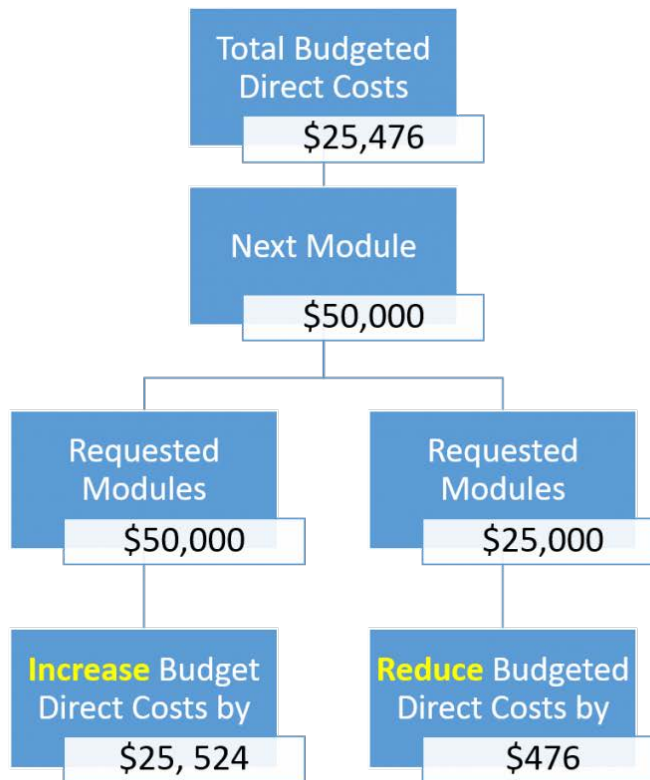 Total Budgeted
Direct Costs
$25,476
Next Module
$50,000
Requested
Modules
$50,000
Requested
Modules
$25,000
Increase Budget
Direct Costs by
$25, 524
Reduce Budgeted
Direct Costs by
$476